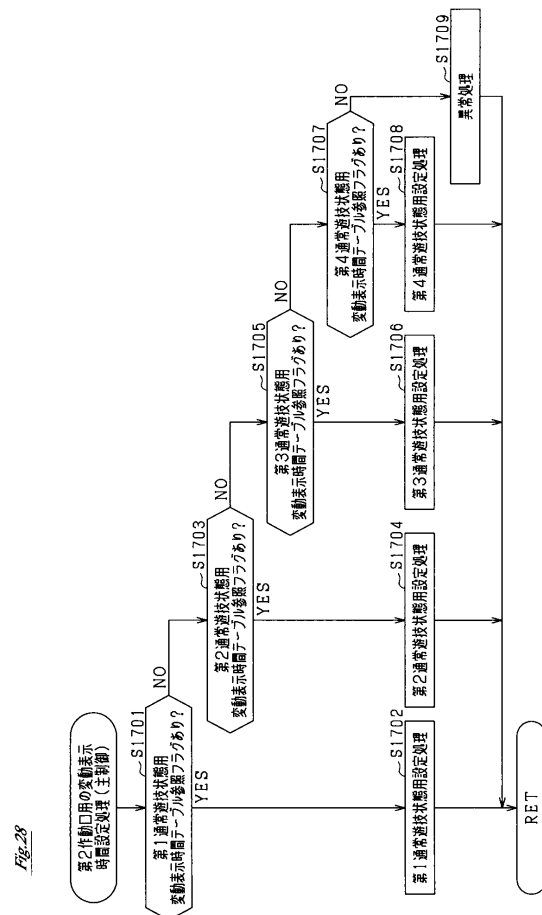 Fig.28
第2作動口用の変動表示
時間設定処理(主制御)
S1701
第1通常遊技状態用
変動表示時間テーブル参照フラグあり?
NO
YES
S1702
第1通常遊技状態用設定処理
S1703
第2通常遊技状態用
変動表示時間テーブル参照フラグあり?
NO
YES
S1704
第2通常遊技状態用設定処理
S1705
第3通常遊技状態用
変動表示時間テーブル参照フラグあり?
NO
YES
S1706
第3通常遊技状態用設定処理
S1707
第4通常遊技状態用
変動表示時間テーブル参照フラグあり?
NO
YES
S1708
第4通常遊技状態用設定処理
S1709
異常処理
RET